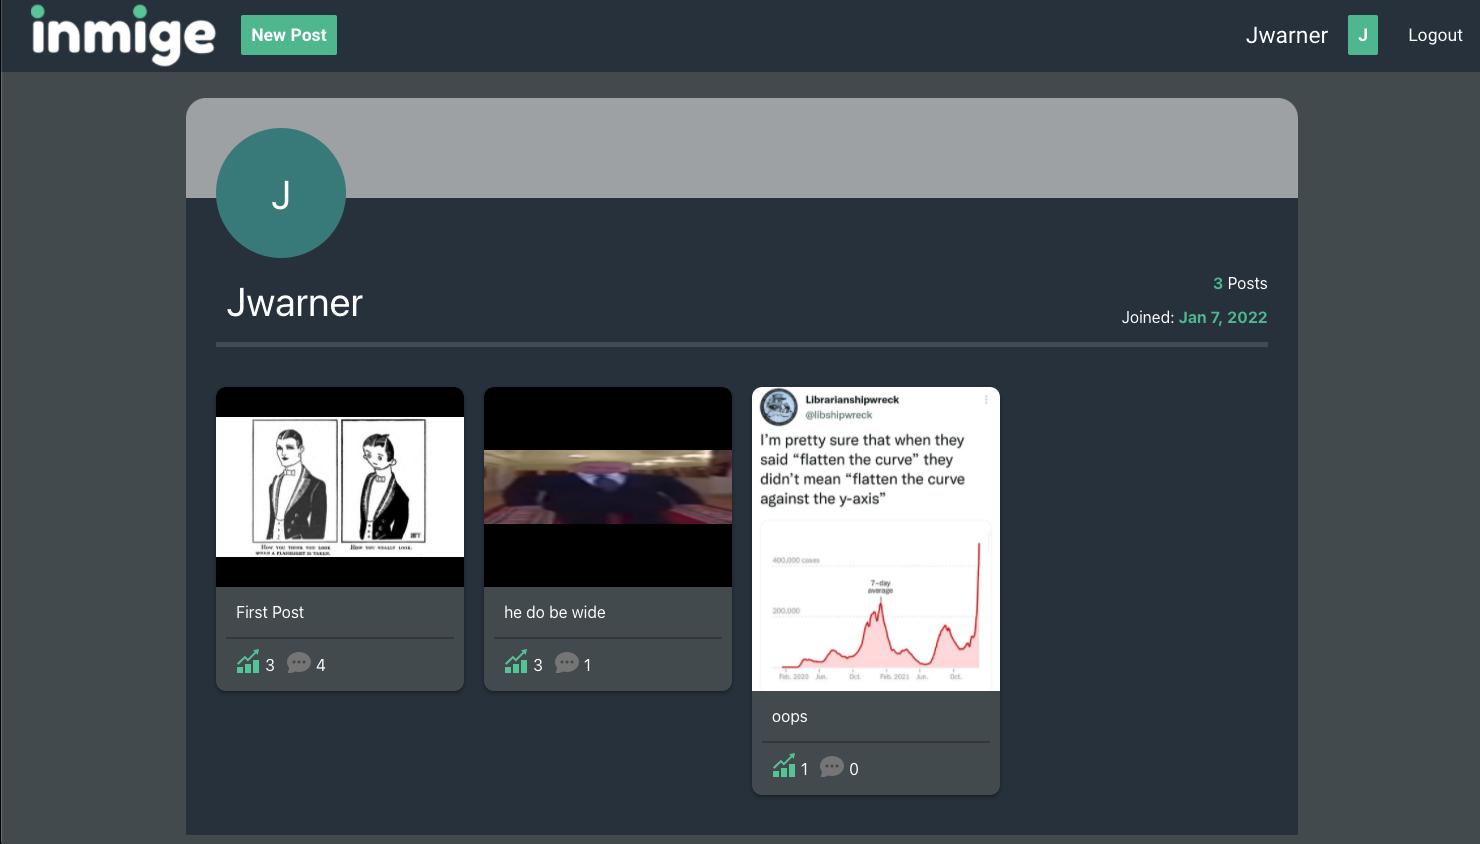 inmige
New Post
Jwarner
J
Logout
J
Jwarner
3 Posts
Joined: Jan 7, 2022
HOW YOU THINK YOU LOOK
WHEN A FLASHLIGHT IS TAKEN.
HOW YOU REALLY LOOK.
First Post
3
4
he do be wide
3
1
Librarianshipwreck
@libshipwreck
I'm pretty sure that when they
said “flatten the curve” they
didn't mean “flatten the curve
against the y-axis”
400,000 cases
7-day
average
200,000
Feb. 2020 Jun. Oct. Feb. 2021 Jun. Oct.
oops
1
0